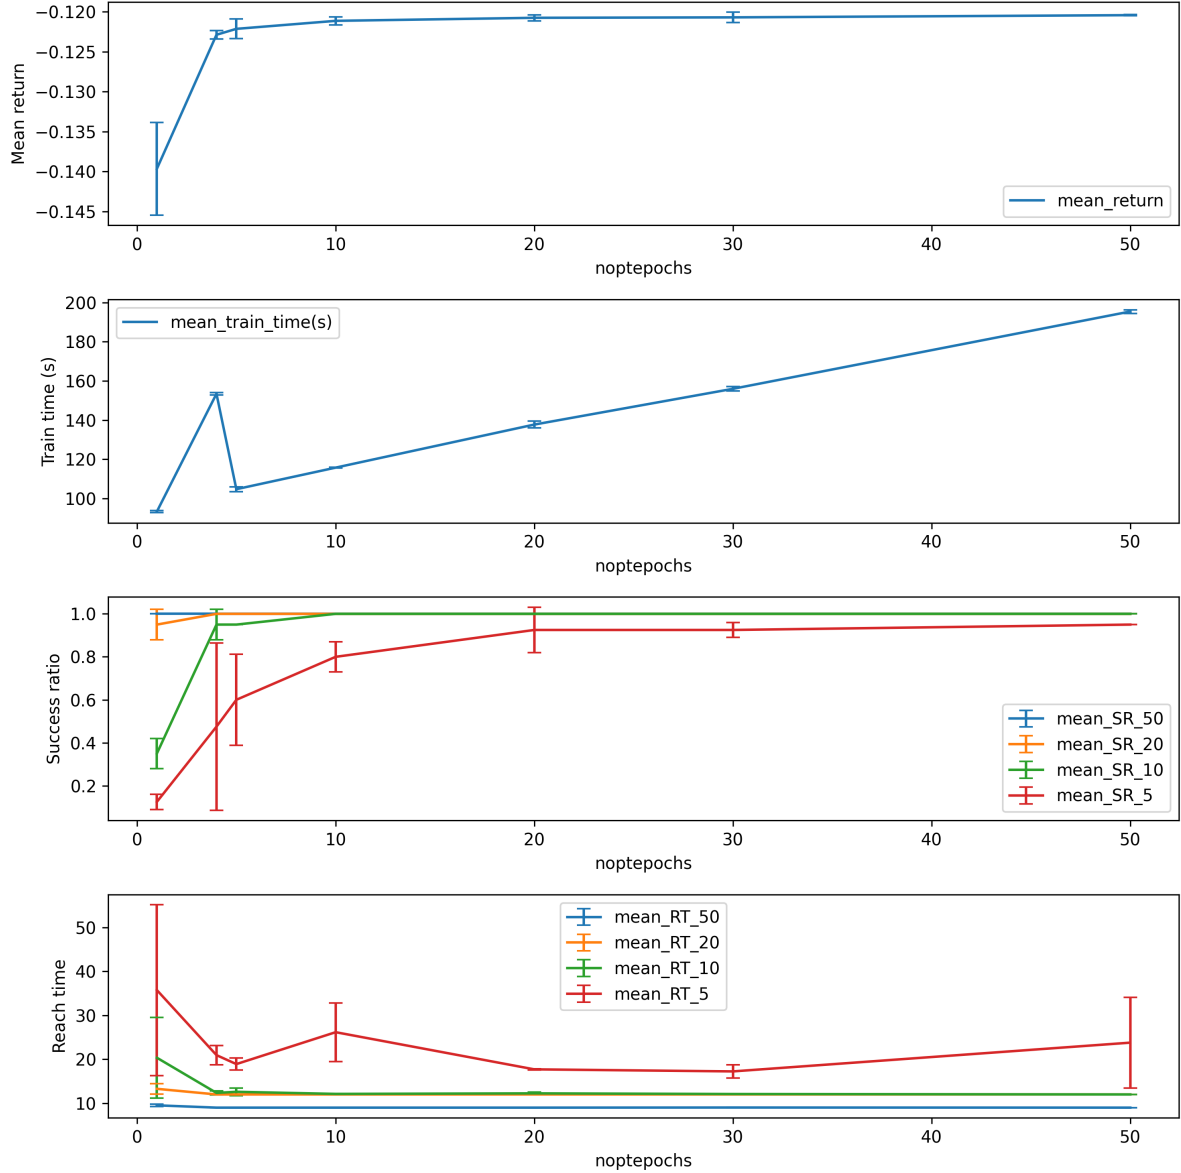 −0.120
−0.125
−0.130
−0.135
−0.140
−0.145
Mean return
mean_return
0 10 20 30 40 50
noptepochs
200
180
160
140
120
100
Train time (s)
mean_train_time(s)
0 10 20 30 40 50
noptepochs
1.0
0.8
0.6
0.4
0.2
Success ratio
mean_SR_50
mean_SR_20
mean_SR_10
mean_SR_5
0 10 20 30 40 50
noptepochs
50
40
30
20
10
Reach time
mean_RT_50
mean_RT_20
mean_RT_10
mean_RT_5
0 10 20 30 40 50
noptepochs